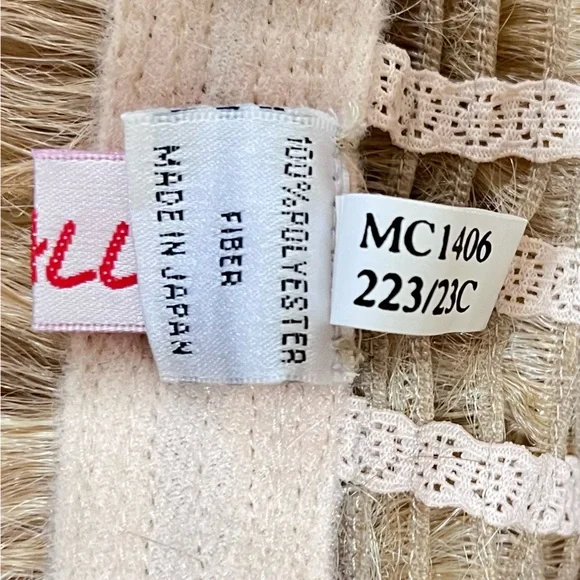 100% POLYESTER
FIBER
MADE IN JAPAN
MC1406
223/23C